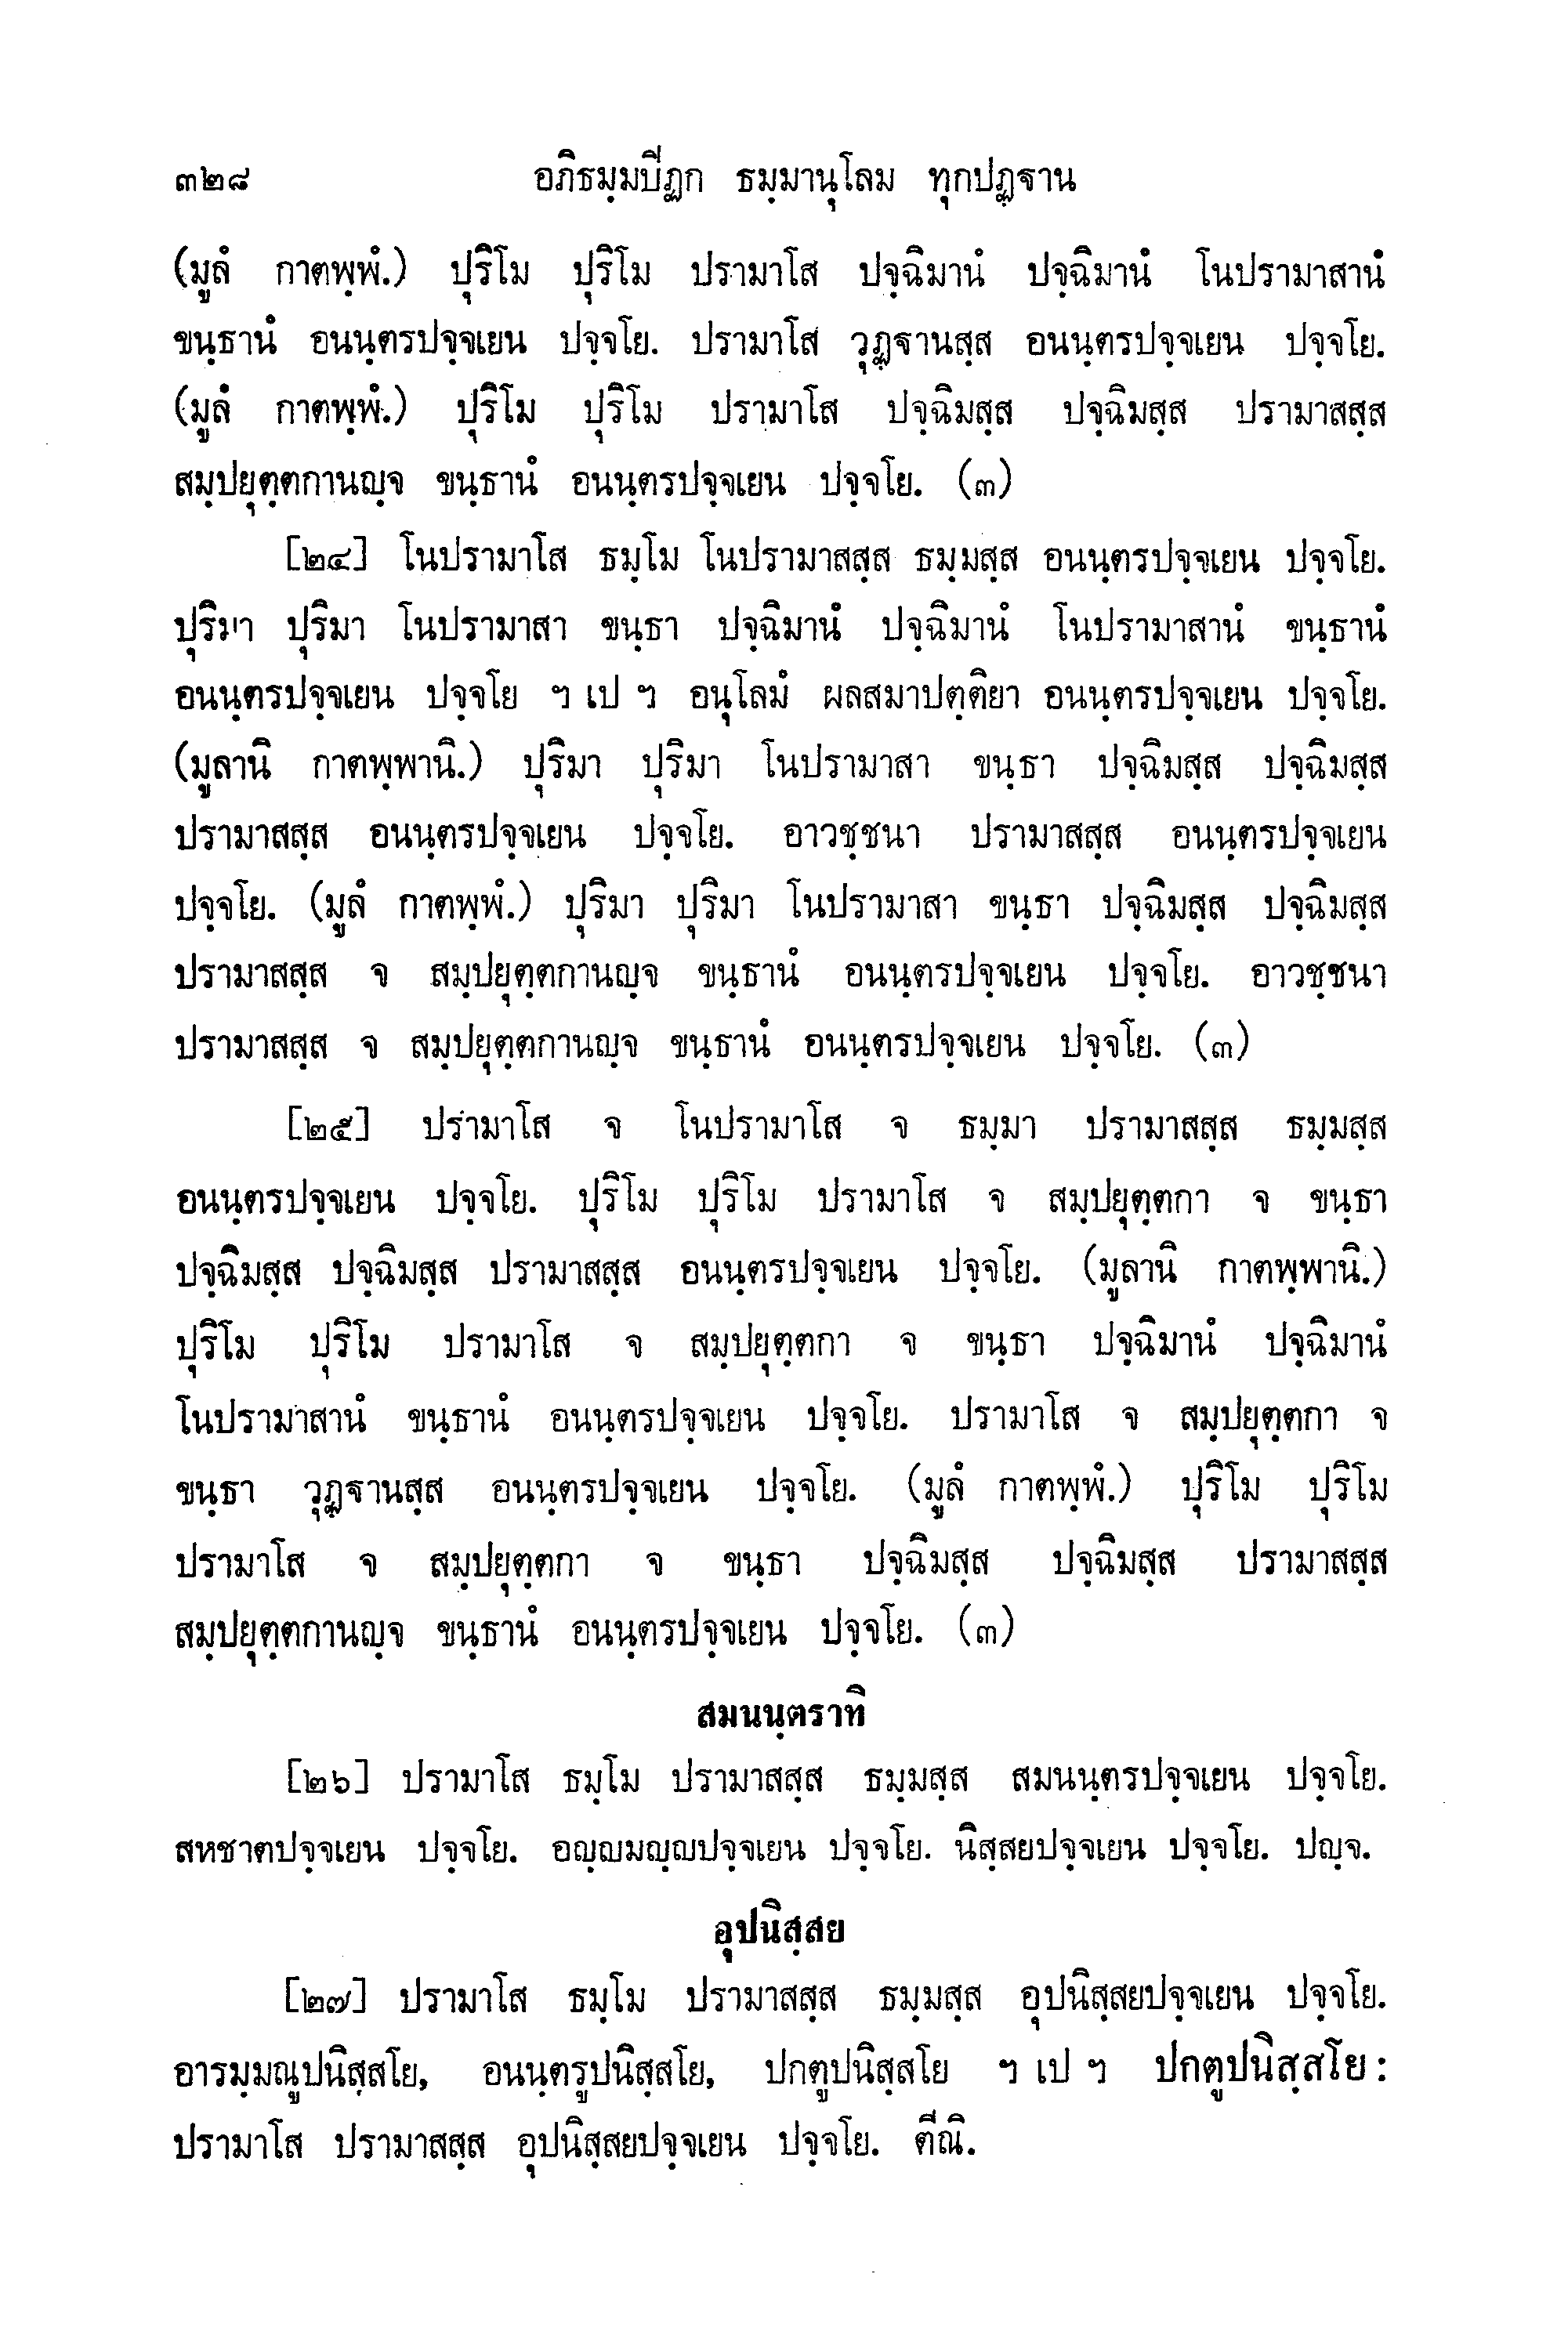 ๓๒๘ อภิธมฺมปีฏก ธมฺมานุโลม ทุกปฏฺฐาน
(มูลํ กาตพฺพํ.) ปุริโม ปุริโม ปรามาโส ปจฺฉิมานํ ปจฺฉิมานํ โนปรามาสานํ
ขนฺธานํ อนนฺตรปจฺจเยน ปจฺจโย. ปรามาโส วุฏฺฐานสฺส อนนฺตรปจฺจเยน ปจฺจโย.
(มูลํ กาตพฺพํ.) ปุริโม ปุริโม ปรามาโส ปจฺฉิมสฺส ปจฺฉิมสฺส ปรามาสสฺส
สมฺปยุตฺตกานญฺจ ขนฺธานํ อนนฺตรปจฺจเยน ปจฺจโย. (๓)
[๒๔] โนปรามาโส ธมฺโม โนปรามาสสฺส ธมฺมสฺส อนนฺตรปจฺจเยน ปจฺจโย.
ปุริมา ปุริมา โนปรามาสา ขนฺธา ปจฺฉิมานํ ปจฺฉิมานํ โนปรามาสานํ ขนฺธานํ
อนนฺตรปจฺจเยน ปจฺจโย ฯ เป ฯ อนุโลมํ ผลสมาปตฺติยา อนนฺตรปจฺจเยน ปจฺจโย.
(มูลานิ กาตพฺพานิ.) ปุริมา ปุริมา โนปรามาสา ขนฺธา ปจฺฉิมสฺส ปจฺฉิมสฺส
ปรามาสสฺส อนนฺตรปจฺจเยน ปจฺจโย. อาวชฺชนา ปรามาสสฺส อนนฺตรปจฺจเยน
ปจฺจโย. (มูลํ กาตพฺพํ.) ปุริมา ปุริมา โนปรามาสา ขนฺธา ปจฺฉิมสฺส ปจฺฉิมสฺส
ปรามาสสฺส จ สมฺปยุตฺตกานญฺจ ขนฺธานํ อนนฺตรปจฺจเยน ปจฺจโย. อาวชฺชนา
ปรามาสสฺส จ สมฺปยุตฺตกานญฺจ ขนฺธานํ อนนฺตรปจฺจเยน ปจฺจโย. (๓)
[๒๕] ปรามาโส จ โนปรามาโส จ ธมฺมา ปรามาสสฺส ธมฺมสฺส
อนนฺตรปจฺจเยน ปจฺจโย. ปุริโม ปุริโม ปรามาโส จ สมฺปยุตฺตกา จ ขนฺธา
ปจฺฉิมสฺส ปจฺฉิมสฺส ปรามาสสฺส อนนฺตรปจฺจเยน ปจฺจโย. (มูลานิ กาตพฺพานิ.)
ปุริโม ปุริโม ปรามาโส จ สมฺปยุตฺตกา จ ขนฺธา ปจฺฉิมานํ ปจฺฉิมานํ
โนปรามาสานํ ขนฺธานํ อนนฺตรปจฺจเยน ปจฺจโย. ปรามาโส จ สมฺปยุตฺตกา จ
ขนฺธา วุฏฺฐานสฺส อนนฺตรปจฺจเยน ปจฺจโย. (มูลํ กาตพฺพํ.) ปุริโม ปุริโม
ปรามาโส จ สมฺปยุตฺตกา จ ขนฺธา ปจฺฉิมสฺส ปจฺฉิมสฺส ปรามาสสฺส
สมฺปยุตฺตกานญฺจ ขนฺธานํ อนนฺตรปจฺจเยน ปจฺจโย. (๓)
สมนนฺตราทิ
[๒๖] ปรามาโส ธมฺโม ปรามาสสฺส ธมฺมสฺส สมนนฺตรปจฺจเยน ปจฺจโย.
สหชาตปจฺจเยน ปจฺจโย. อญฺญมญฺญปจฺจเยน ปจฺจโย. นิสฺสยปจฺจเยน ปจฺจโย. ปญฺจ.
อุปนิสฺสย
[๒๗] ปรามาโส ธมฺโม ปรามาสสฺส ธมฺมสฺส อุปนิสฺสยปจฺจเยน ปจฺจโย.
อารมฺมณูปนิสฺสโย, อนนฺตรูปนิสฺสโย, ปกตูปนิสฺสโย ฯ เป ฯ ปกตูปนิสฺสโย :
ปรามาโส ปรามาสสฺส อุปนิสฺสยปจฺจเยน ปจฺจโย. ตีณิ.